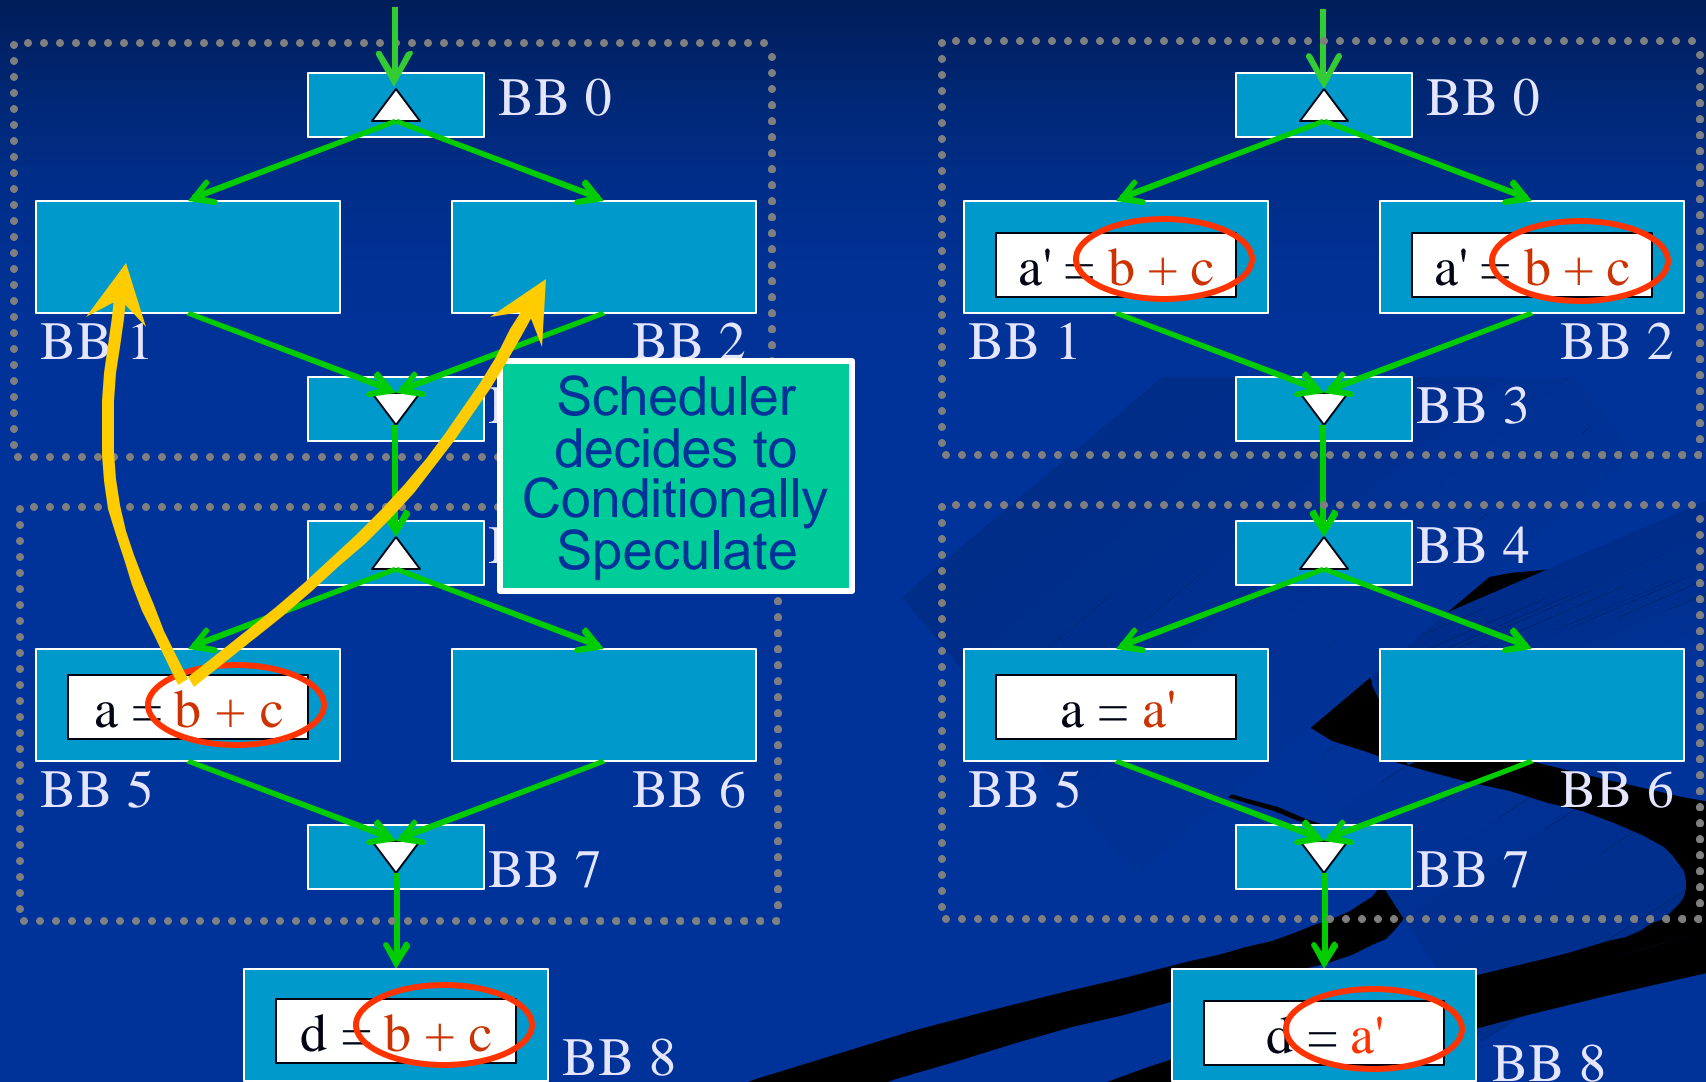 BB 0
BB 1
BB 2
Scheduler
decides to
Conditionally
Speculate
a = b + c
BB 5
BB 6
BB 7
d = b + c
BB 8
BB 0
a' = b + c
a' = b + c
BB 1
BB 2
BB 3
BB 4
a = a'
BB 5
BB 6
BB 7
d = a'
BB 8